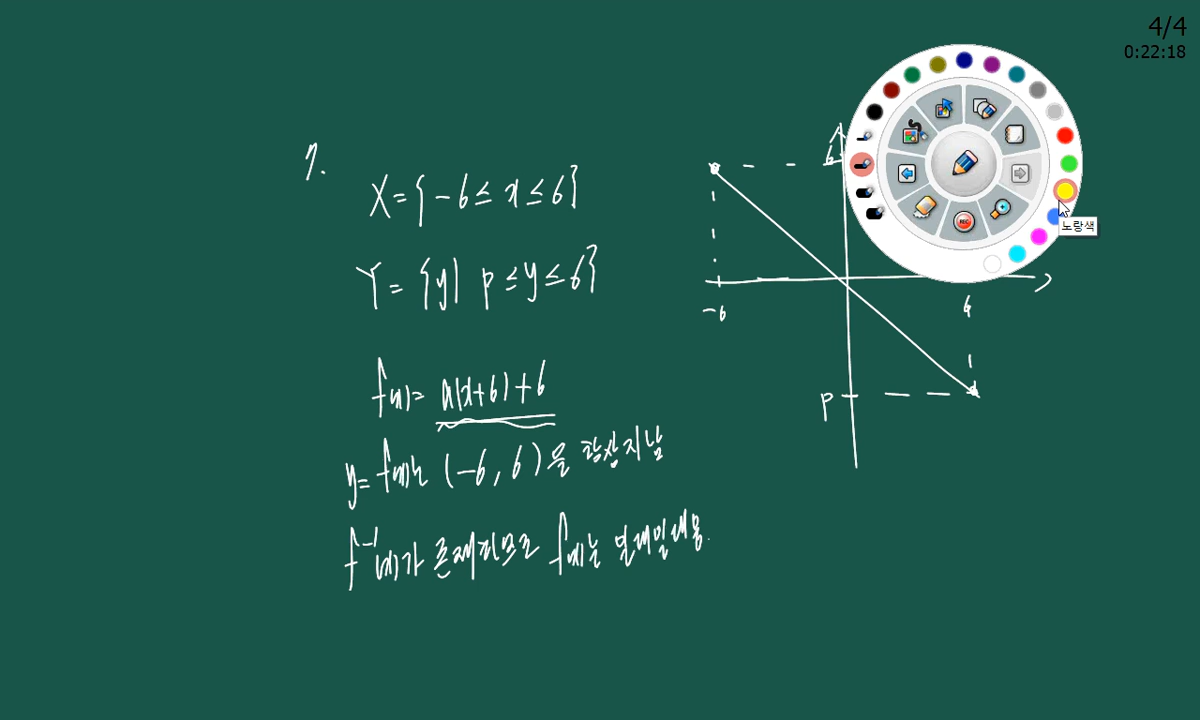 4/4
0:22:18
7.
X={-6≤x≤6}
Y={y| p≤y≤6}
f(x)=a(x+6)+6
y=f(x)는 (-6, 6)을 항상지남
f⁻¹(x)가 존재하므로 f(x)는 일대일대응.
6
-6
6
p
REC
노랑색